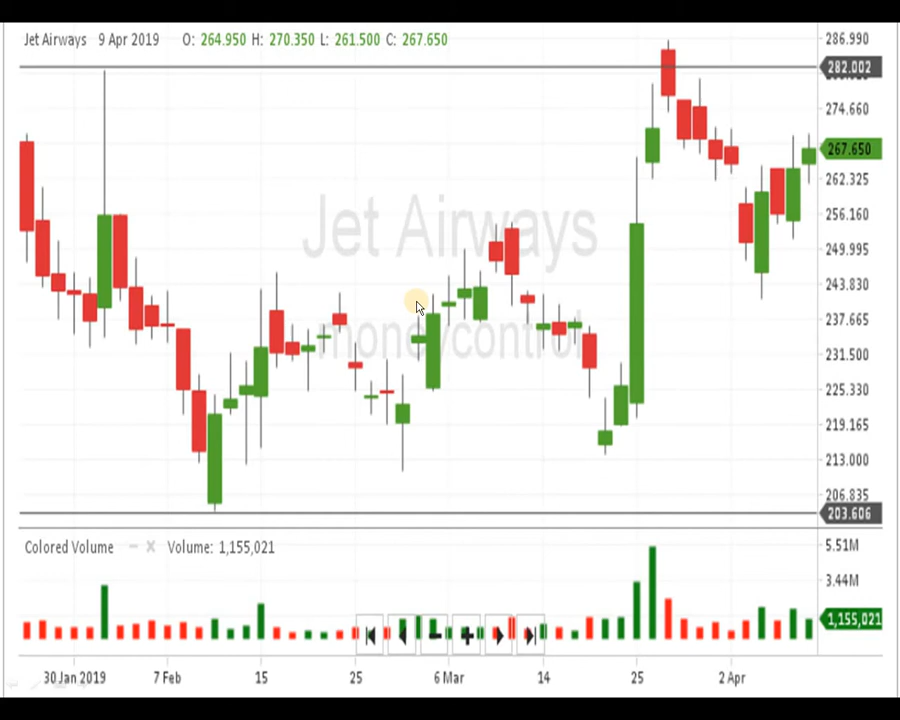 Jet Airways 9 Apr 2019 O: 264.950 H: 270.350 L: 261.500 C: 267.650
286.990
282.002
274.660
267.650
262.325
256.160
249.995
243.830
237.665
231.500
225.330
219.165
213.000
206.835
203.606
Jet Airways
moneycontrol
Colored Volume Volume: 1,155,021
5.51M
3.44M
1,155,021
30 Jan 2019 7 Feb 15 25 6 Mar 14 25 2 Apr